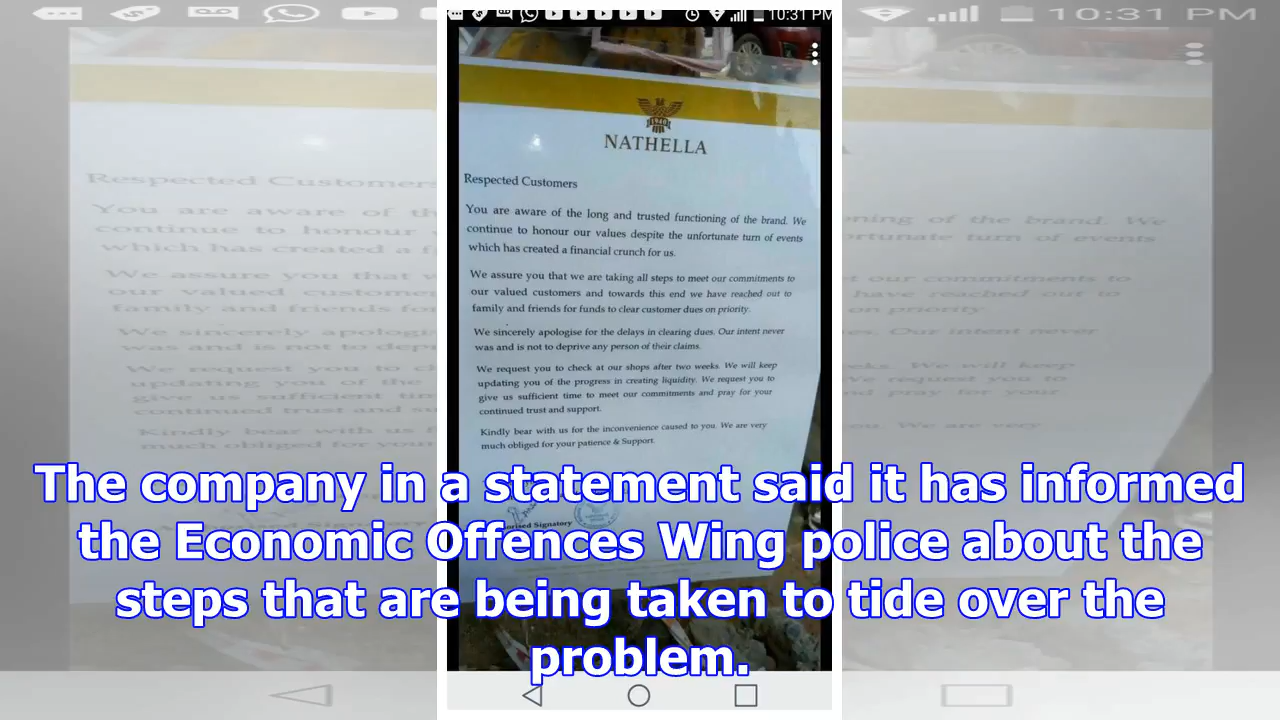 10:31 PM
10:31 PM
NATHELLA
Respected Customers
You are aware of the long and trusted functioning of the brand. We
continue to honour our values despite the unfortunate turn of events
which has created a financial crunch for us.
We assure you that we are taking all steps to meet our commitments to
our valued customers and towards this end we have reached out to
family and friends for funds to clear customer dues on priority.
We sincerely apologise for the delays in clearing dues. Our intent never
was and is not to deprive any person of their claims.
We request you to check at our shops after two weeks. We will keep
updating you of the progress in creating liquidity. We request you to
give us sufficient time to meet our commitments and pray for your
continued trust and support.
Kindly bear with us for the inconvenience caused to you. We are very
much obliged for your patience & Support.
Signatory
The company in a statement said it has informed
the Economic Offences Wing police about the
steps that are being taken to tide over the
problem.